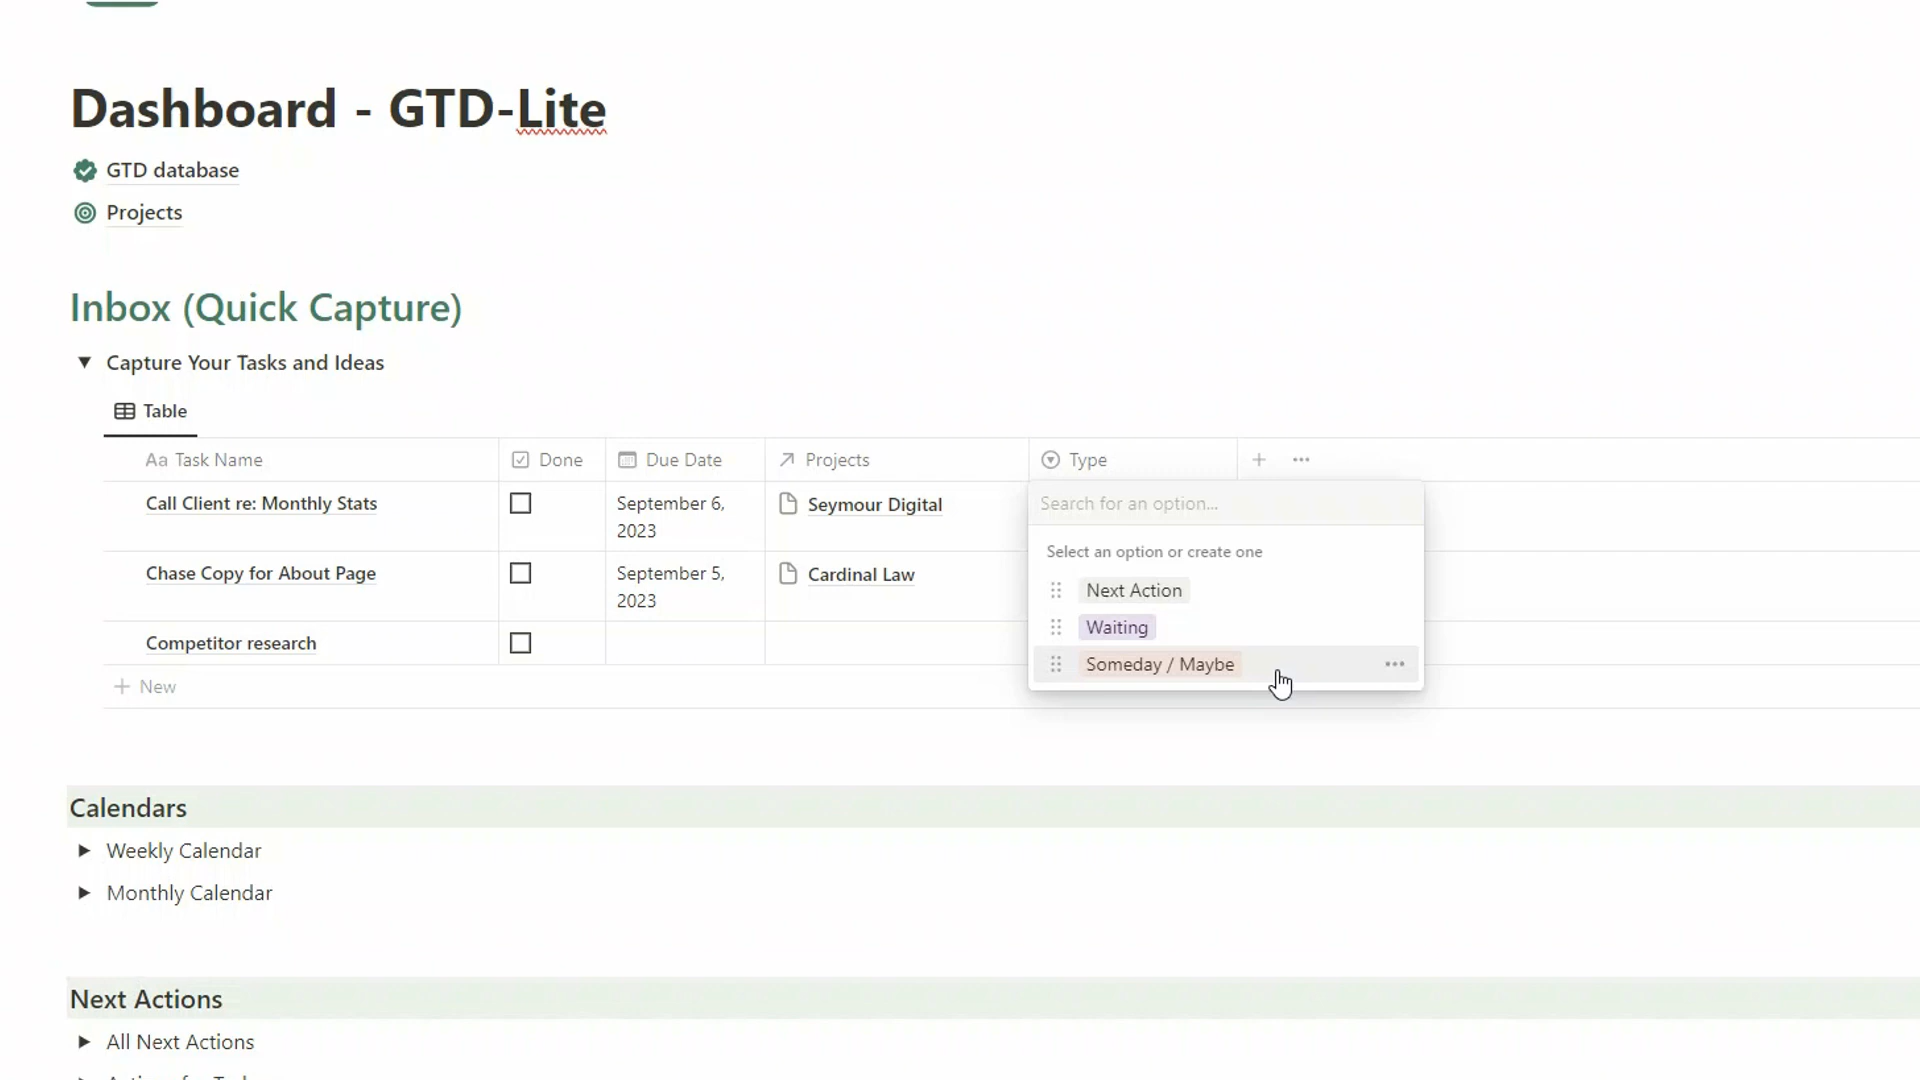 Dashboard - GTD-Lite
GTD database
Projects
Inbox (Quick Capture)
Capture Your Tasks and Ideas
Table
Aa Task Name Done Due Date Projects Type
Call Client re: Monthly Stats September 6, 2023 Seymour Digital
Chase Copy for About Page September 5, 2023 Cardinal Law
Competitor research
New
Search for an option...
Select an option or create one
Next Action
Waiting
Someday / Maybe
Calendars
Weekly Calendar
Monthly Calendar
Next Actions
All Next Actions